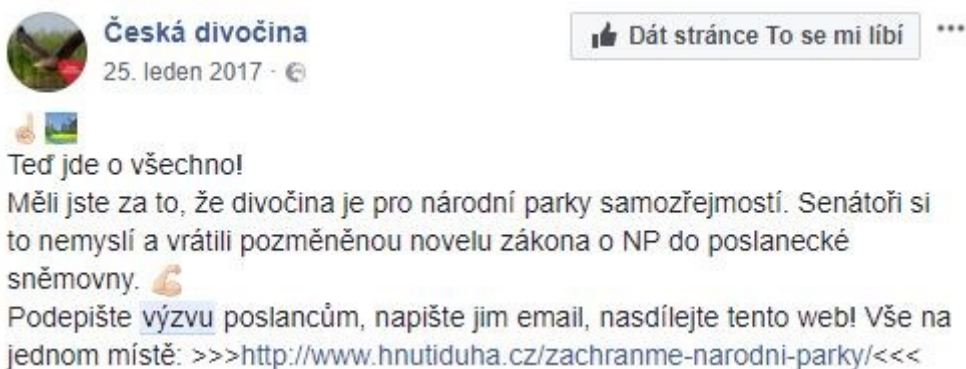 Česká divočina
Dát stránce To se mi líbí
25. leden 2017
Teď jde o všechno!
Měli jste za to, že divočina je pro národní parky samozřejmostí. Senátoři si
to nemyslí a vrátili pozměněnou novelu zákona o NP do poslanecké
sněmovny.
Podepište výzvu poslancům, napište jim email, nasdílejte tento web! Vše na
jednom místě: >>>http://www.hnutiduha.cz/zachranme-narodni-parky/<<<